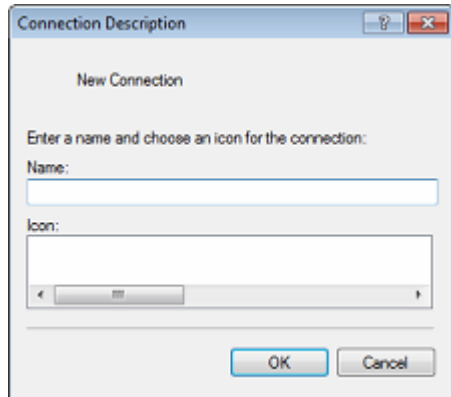 Connection Description
New Connection
Enter a name and choose an icon for the connection:
Name:
Icon:
OK
Cancel